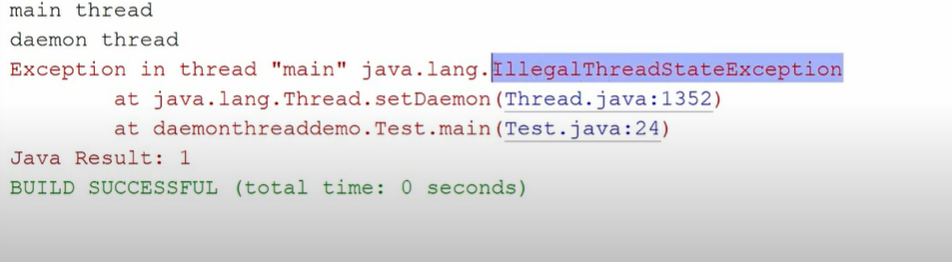 main thread
daemon thread
Exception in thread "main" java.lang.IllegalThreadStateException
at java.lang.Thread.setDaemon(Thread.java:1352)
at daemonthreaddemo.Test.main(Test.java:24)
Java Result: 1
BUILD SUCCESSFUL (total time: 0 seconds)